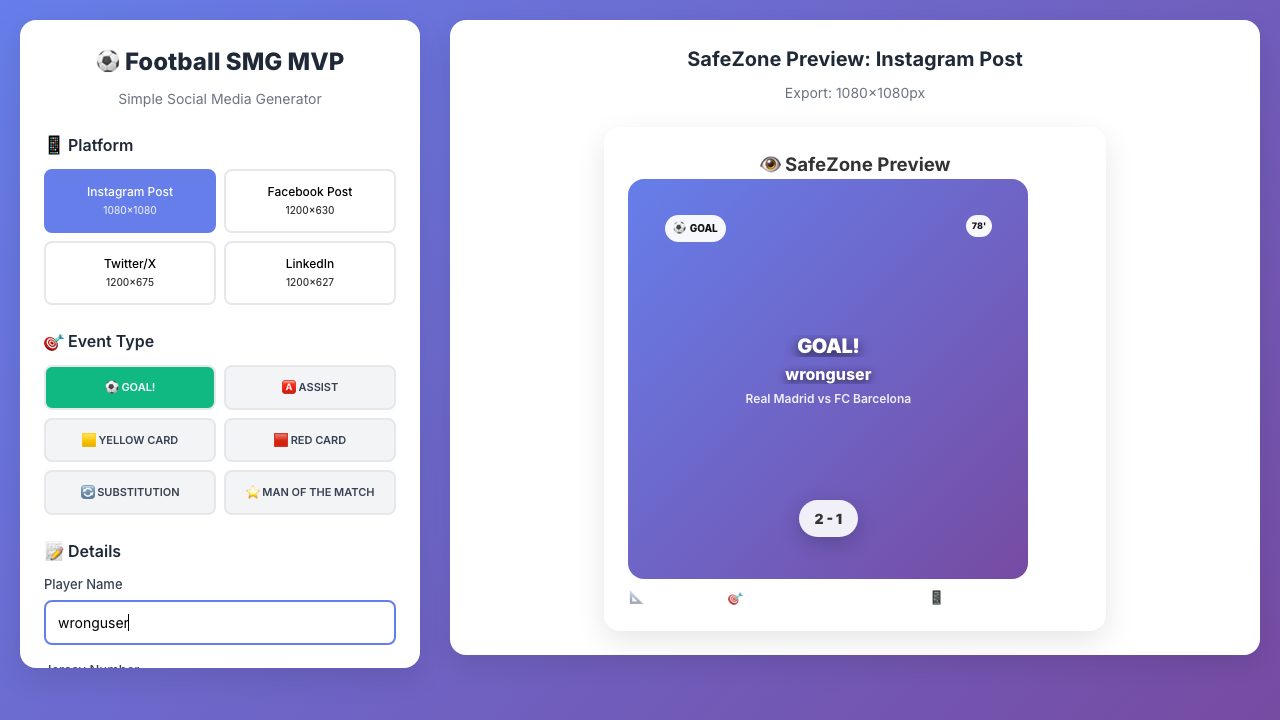 Football SMG MVP
Simple Social Media Generator
Platform
Instagram Post
1080×1080
Facebook Post
1200×630
Twitter/X
1200×675
LinkedIn
1200×627
Event Type
GOAL!
ASSIST
YELLOW CARD
RED CARD
SUBSTITUTION
MAN OF THE MATCH
Details
Player Name
wronguser
Jersey Number
SafeZone Preview: Instagram Post
Export: 1080×1080px
SafeZone Preview
GOAL
78'
GOAL!
wronguser
Real Madrid vs FC Barcelona
2 - 1